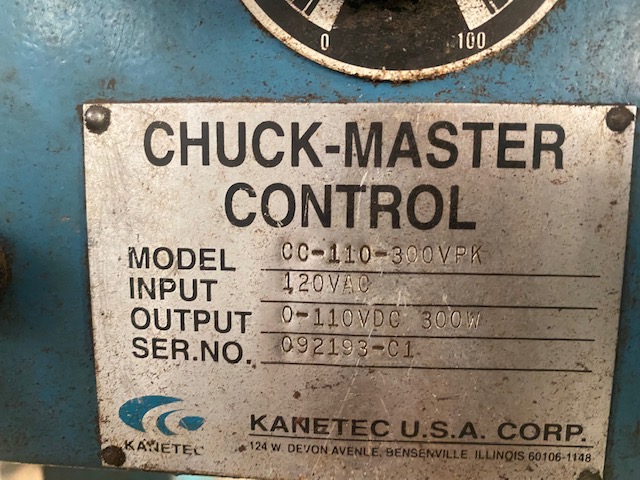 0 100
CHUCK-MASTER
CONTROL
MODEL CC-110-300VPK
INPUT 120VAC
OUTPUT 0-110VDC 300W
SER.NO. 092193-C1
KANETEC
KANETEC U.S.A. CORP.
124 W. DEVON AVENLE, BENSENVILLE ILLINOIS 60106-1148